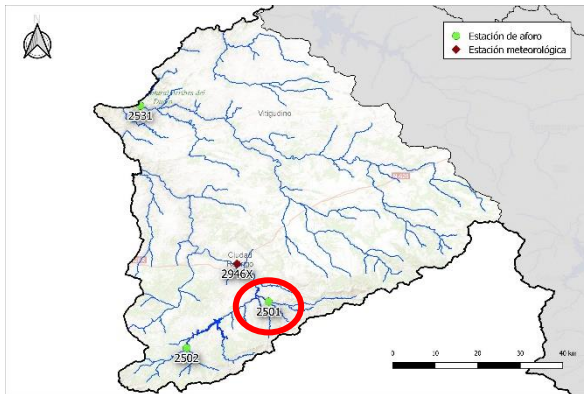 Estación de aforo
Estación meteorológica
2531
Vitigudino
Ciudad
Rodrigo
2946X
2501
2502
0 10 20 30 40 km